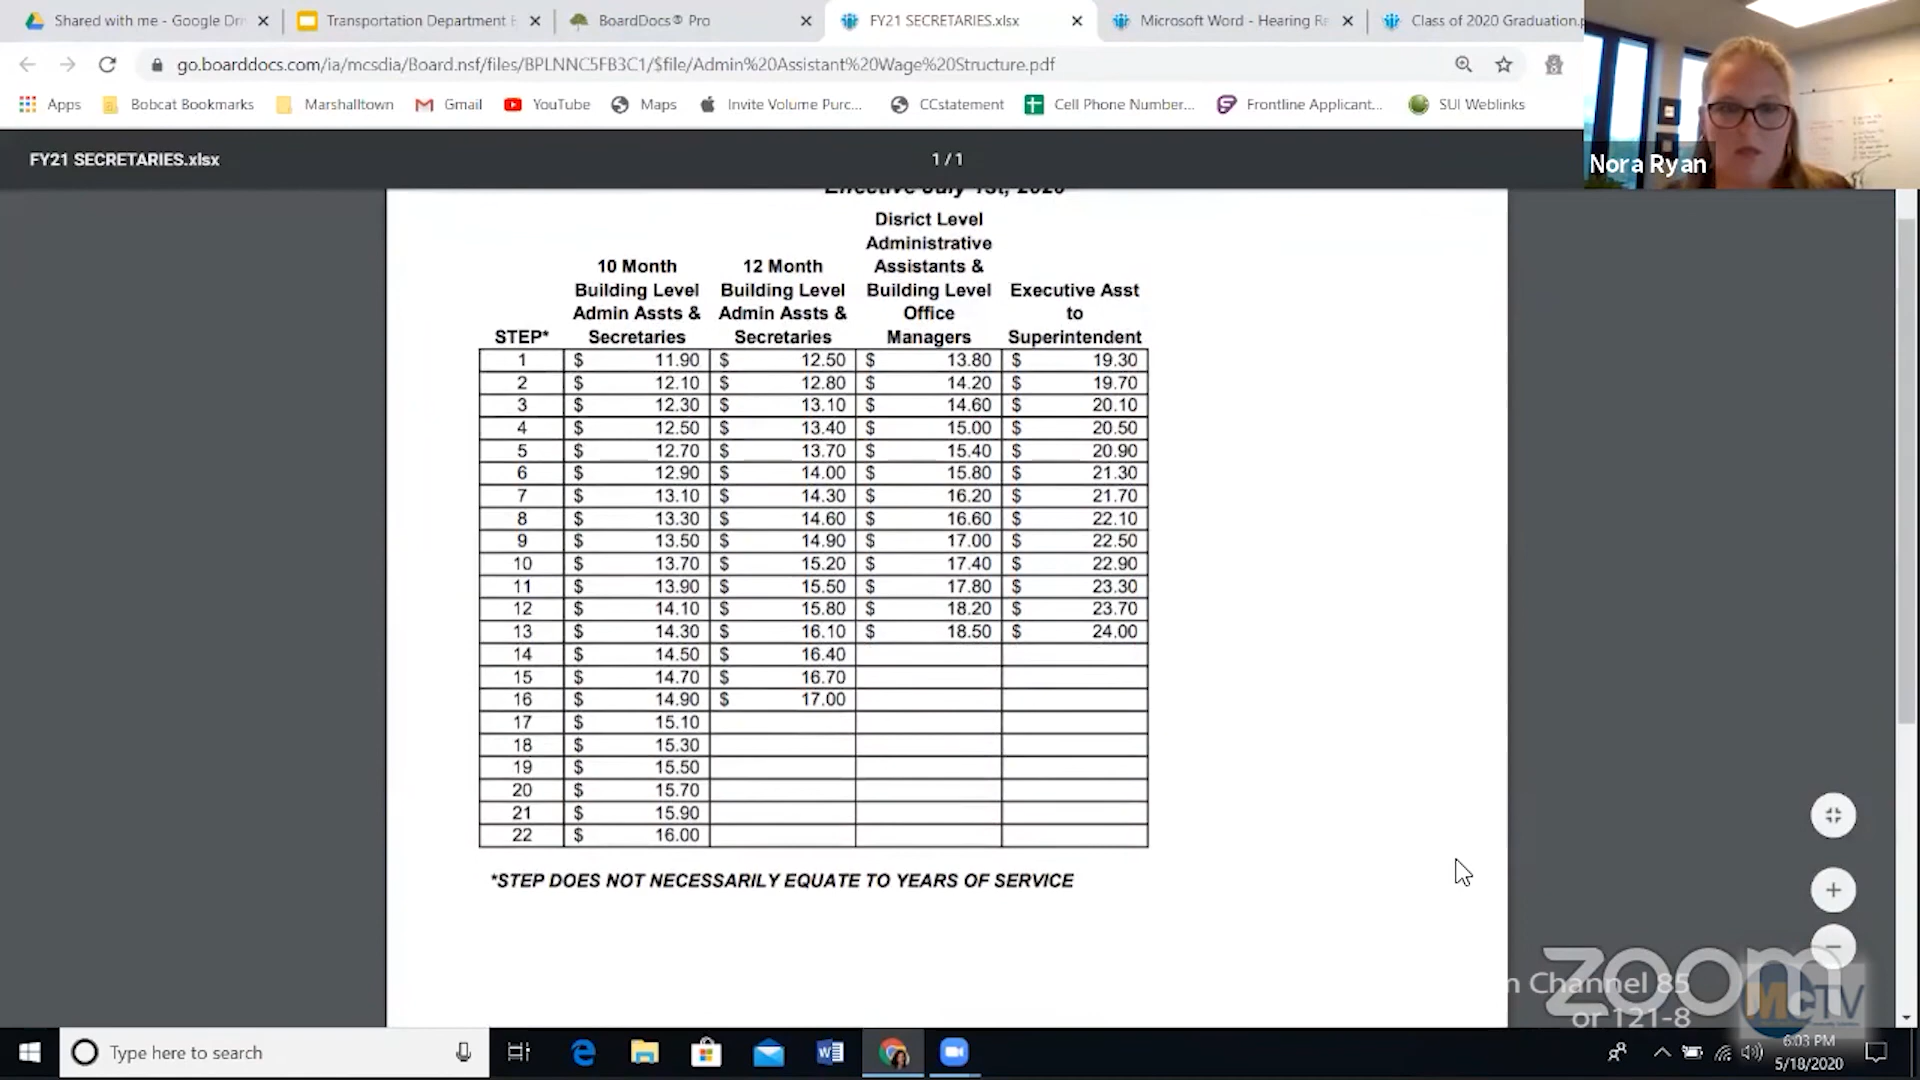 Shared with me - Google Dri
Transportation Department B
BoardDocs® Pro
FY21 SECRETARIES.xlsx
Microsoft Word - Hearing Re
Class of 2020 Graduation.p
go.boarddocs.com/ia/mcsdia/Board.nsf/files/BPLNNC5FB3C1/$file/Admin%20Assistant%20Wage%20Structure.pdf
Apps Bobcat Bookmarks Marshalltown Gmail YouTube Maps Invite Volume Purc... CCstatement Cell Phone Number... Frontline Applicant... SUI Weblinks
Nora Ryan
FY21 SECRETARIES.xlsx 1 / 1
Effective July 1st, 2020
STEP*
10 Month
Building Level
Admin Assts &
Secretaries
12 Month
Building Level
Admin Assts &
Secretaries
Disrict Level
Administrative
Assistants &
Building Level
Office
Managers
Executive Asst
to
Superintendent
1 $ 11.90 $ 12.50 $ 13.80 $ 19.30
2 $ 12.10 $ 12.80 $ 14.20 $ 19.70
3 $ 12.30 $ 13.10 $ 14.60 $ 20.10
4 $ 12.50 $ 13.40 $ 15.00 $ 20.50
5 $ 12.70 $ 13.70 $ 15.40 $ 20.90
6 $ 12.90 $ 14.00 $ 15.80 $ 21.30
7 $ 13.10 $ 14.30 $ 16.20 $ 21.70
8 $ 13.30 $ 14.60 $ 16.60 $ 22.10
9 $ 13.50 $ 14.90 $ 17.00 $ 22.50
10 $ 13.70 $ 15.20 $ 17.40 $ 22.90
11 $ 13.90 $ 15.50 $ 17.80 $ 23.30
12 $ 14.10 $ 15.80 $ 18.20 $ 23.70
13 $ 14.30 $ 16.10 $ 18.50 $ 24.00
14 $ 14.50 $ 16.40
15 $ 14.70 $ 16.70
16 $ 14.90 $ 17.00
17 $ 15.10
18 $ 15.30
19 $ 15.50
20 $ 15.70
21 $ 15.90
22 $ 16.00
*STEP DOES NOT NECESSARILY EQUATE TO YEARS OF SERVICE
zoom
n Channel 85
or 121-8
McTV
Type here to search
6:03 PM
5/18/2020